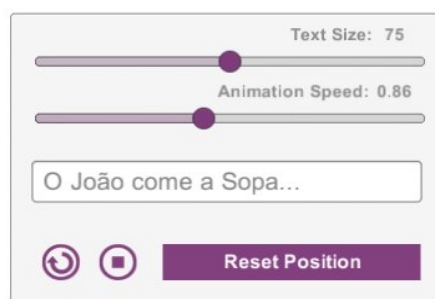 Text Size: 75
Animation Speed: 0.86
O João come a Sopa...
Reset Position